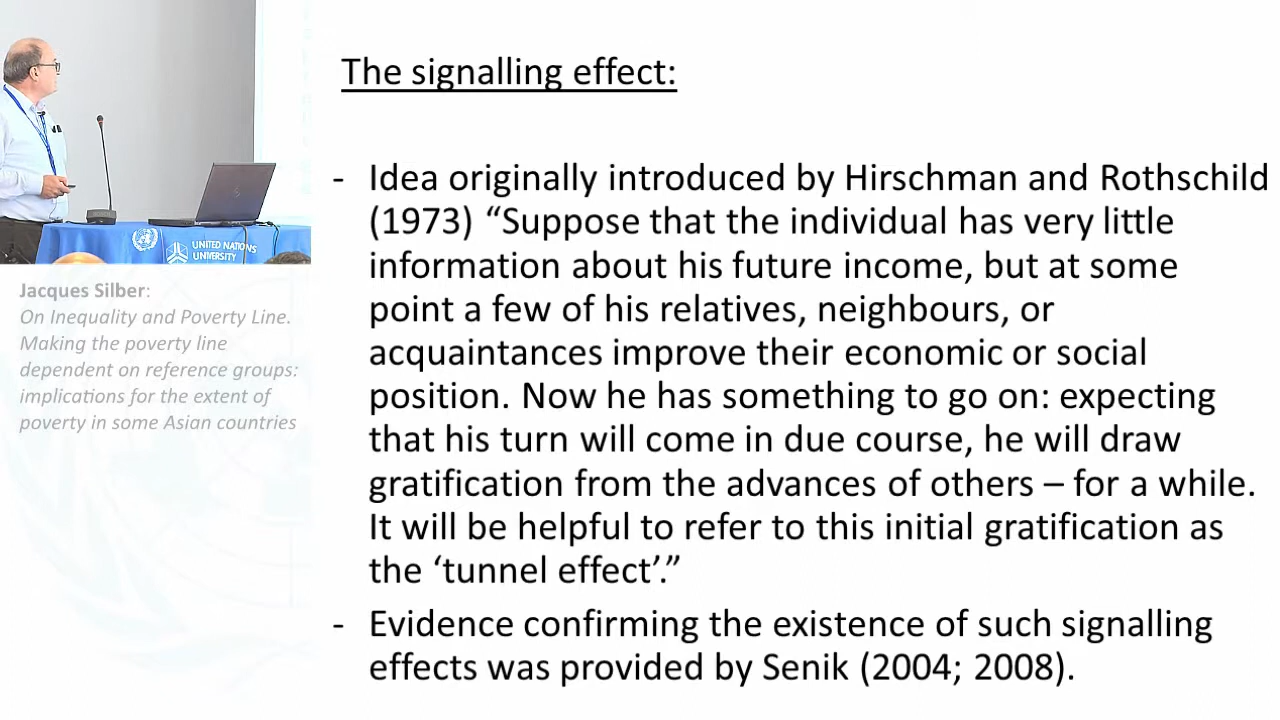 The signalling effect:
- Idea originally introduced by Hirschman and Rothschild
(1973) “Suppose that the individual has very little
information about his future income, but at some
point a few of his relatives, neighbours, or
acquaintances improve their economic or social
position. Now he has something to go on: expecting
that his turn will come in due course, he will draw
gratification from the advances of others – for a while.
It will be helpful to refer to this initial gratification as
the ‘tunnel effect’.”
- Evidence confirming the existence of such signalling
effects was provided by Senik (2004; 2008).
UNITED NATIONS
UNIVERSITY
Jacques Silber:
On Inequality and Poverty Line.
Making the poverty line
dependent on reference groups:
implications for the extent of
poverty in some Asian countries